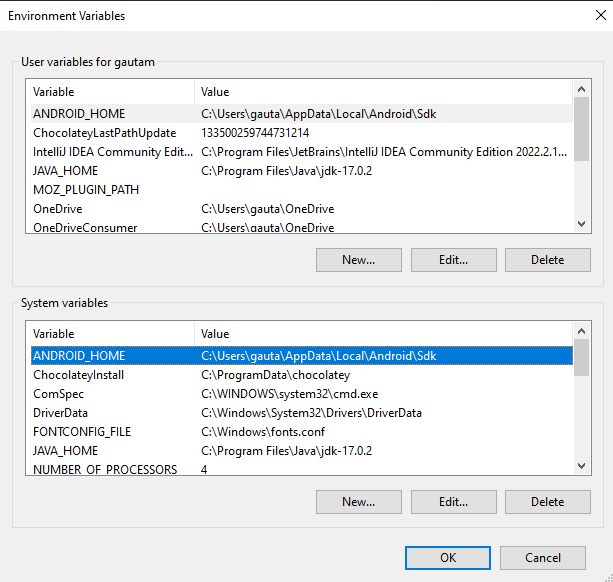 Environment Variables
User variables for gautam
Variable Value
ANDROID_HOME C:\Users\gauta\AppData\Local\Android\Sdk
ChocolateyLastPathUpdate 133500259744731214
IntelliJ IDEA Community Edit... C:\Program Files\JetBrains\IntelliJ IDEA Community Edition 2022.2.1...
JAVA_HOME C:\Program Files\Java\jdk-17.0.2
MOZ_PLUGIN_PATH
OneDrive C:\Users\gauta\OneDrive
OneDriveConsumer C:\Users\gauta\OneDrive
New... Edit... Delete
System variables
Variable Value
ANDROID_HOME C:\Users\gauta\AppData\Local\Android\Sdk
ChocolateyInstall C:\ProgramData\chocolatey
ComSpec C:\WINDOWS\system32\cmd.exe
DriverData C:\Windows\System32\Drivers\DriverData
FONTCONFIG_FILE C:\Windows\fonts.conf
JAVA_HOME C:\Program Files\Java\jdk-17.0.2
NUMBER_OF_PROCESSORS 4
New... Edit... Delete
OK Cancel